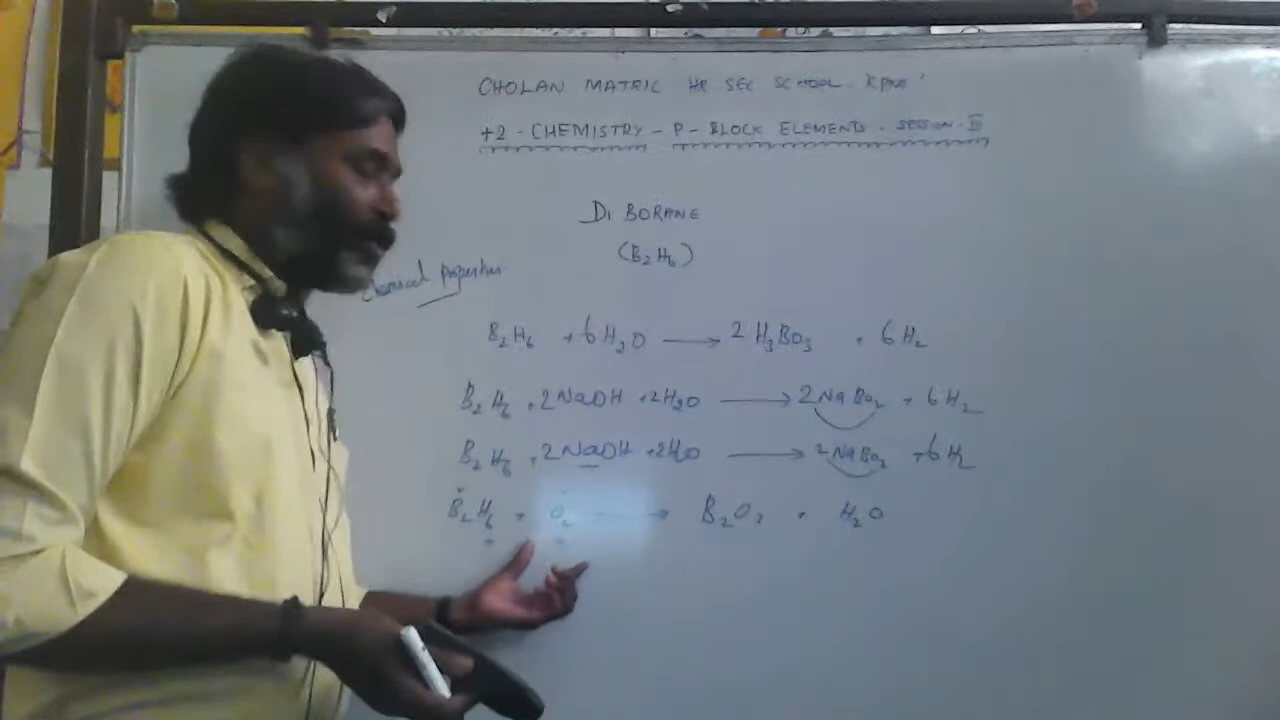 CHOLAN MATRIC HR SEC SCHOOL. KPM
+2 - CHEMISTRY - P - BLOCK ELEMENTS - SESSION - III
DI BORANE
(B₂H₆)
Chemical properties
B₂H₆ + 6H₂O ⟶ 2H₃BO₃ + 6H₂
B₂H₆ + 2NaOH + 2H₂O ⟶ 2NaBO₂ + 6H₂
B₂H₆ + 2NaOH + 2H₂O ⟶ 2NaBO₂ + 6H₂
B₂H₆ + O₂ ⟶ B₂O₃ + H₂O